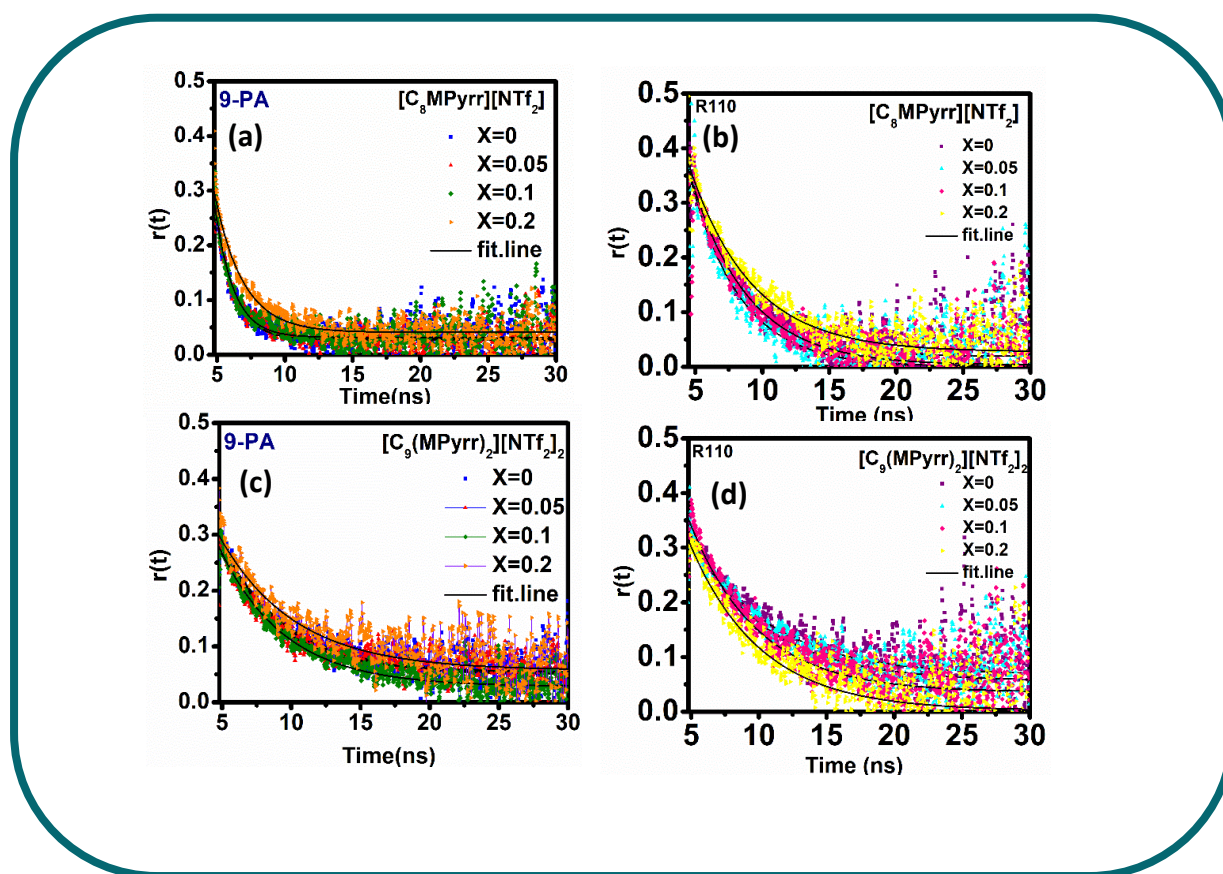 0.5
0.4
0.3
0.2
0.1
0.0
r(t)
9-PA
[C₈MPyrr][NTf₂]
(a)
X=0
X=0.05
X=0.1
X=0.2
fit.line
5 10 15 20 25 30
Time(ns)
0.5
0.4
0.3
0.2
0.1
0.0
r(t)
R110
[C₈MPyrr][NTf₂]
(b)
X=0
X=0.05
X=0.1
X=0.2
fit.line
5 10 15 20 25 30
Time (ns)
0.5
0.4
0.3
0.2
0.1
0.0
r(t)
9-PA
[C₉(MPyrr)₂][NTf₂]₂
(c)
X=0
X=0.05
X=0.1
X=0.2
fit.line
5 10 15 20 25 30
Time(ns)
0.5
0.4
0.3
0.2
0.1
0.0
r(t)
R110
[C₉(MPyrr)₂][NTf₂]₂
(d)
X=0
X=0.05
X=0.1
X=0.2
fit.line
5 10 15 20 25 30
Time (ns)